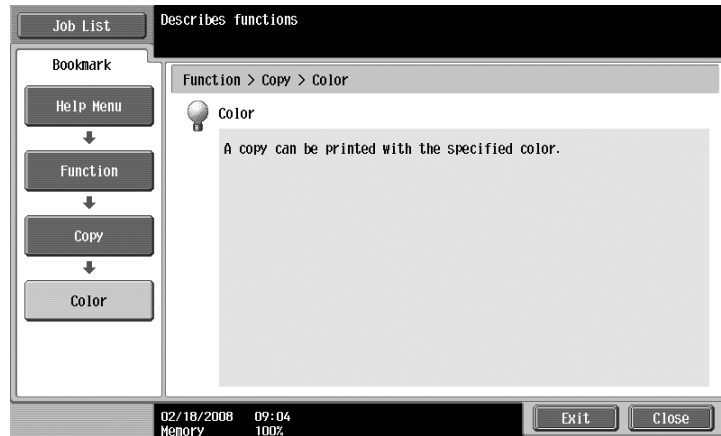 Job List
Describes functions
Bookmark
Function > Copy > Color
Help Menu
Color
A copy can be printed with the specified color.
Function
Copy
Color
02/18/2008 09:04
Memory 100%
Exit
Close